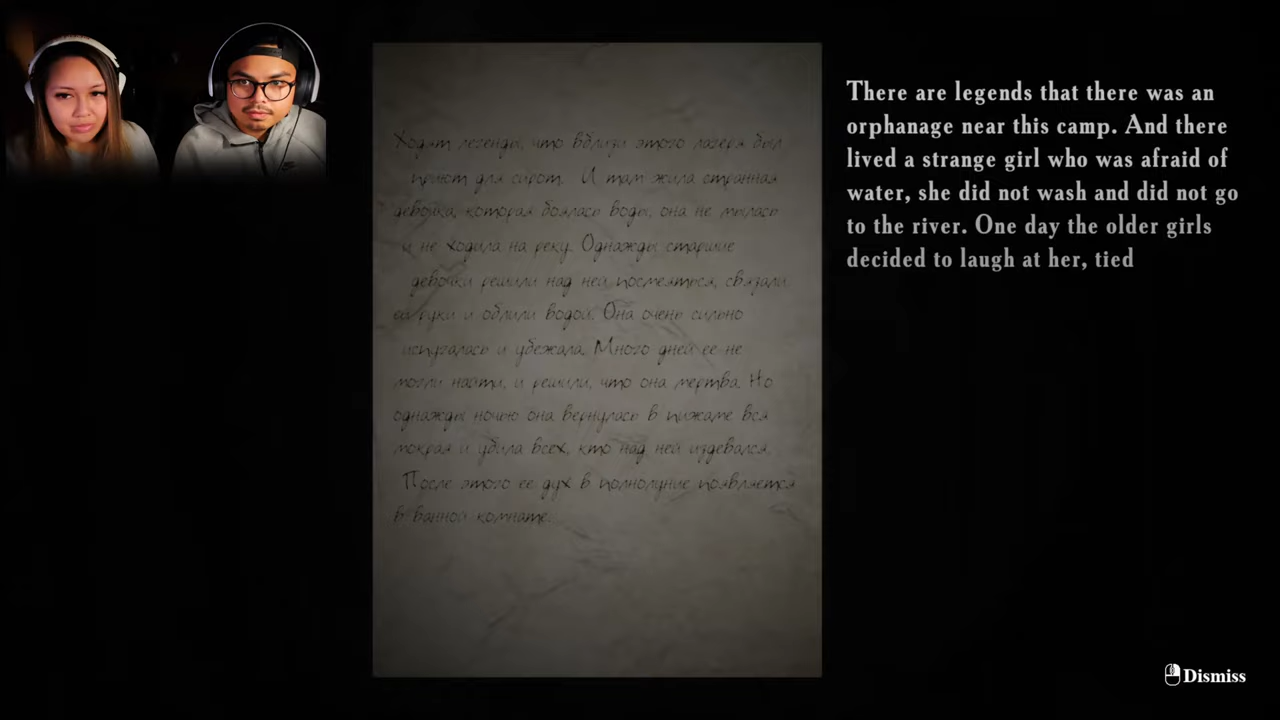 Ходят легенды, что вблизи этого лагеря был
приют для сирот. И там жила странная
девочка, которая боялась воды, она не мылась
и не ходила на реку. Однажды старшие
девочки решили над ней посмеяться, связали
ей руки и облили водой. Она очень сильно
испугалась и убежала. Много дней ее не
могли найти, и решили, что она мертва. Но
однажды ночью она вернулась в пижаме вся
мокрая и убила всех, кто над ней издевался.
После этого ее дух в полнолуние появляется
в ванной комнате...
There are legends that there was an
orphanage near this camp. And there
lived a strange girl who was afraid of
water, she did not wash and did not go
to the river. One day the older girls
decided to laugh at her, tied
Dismiss